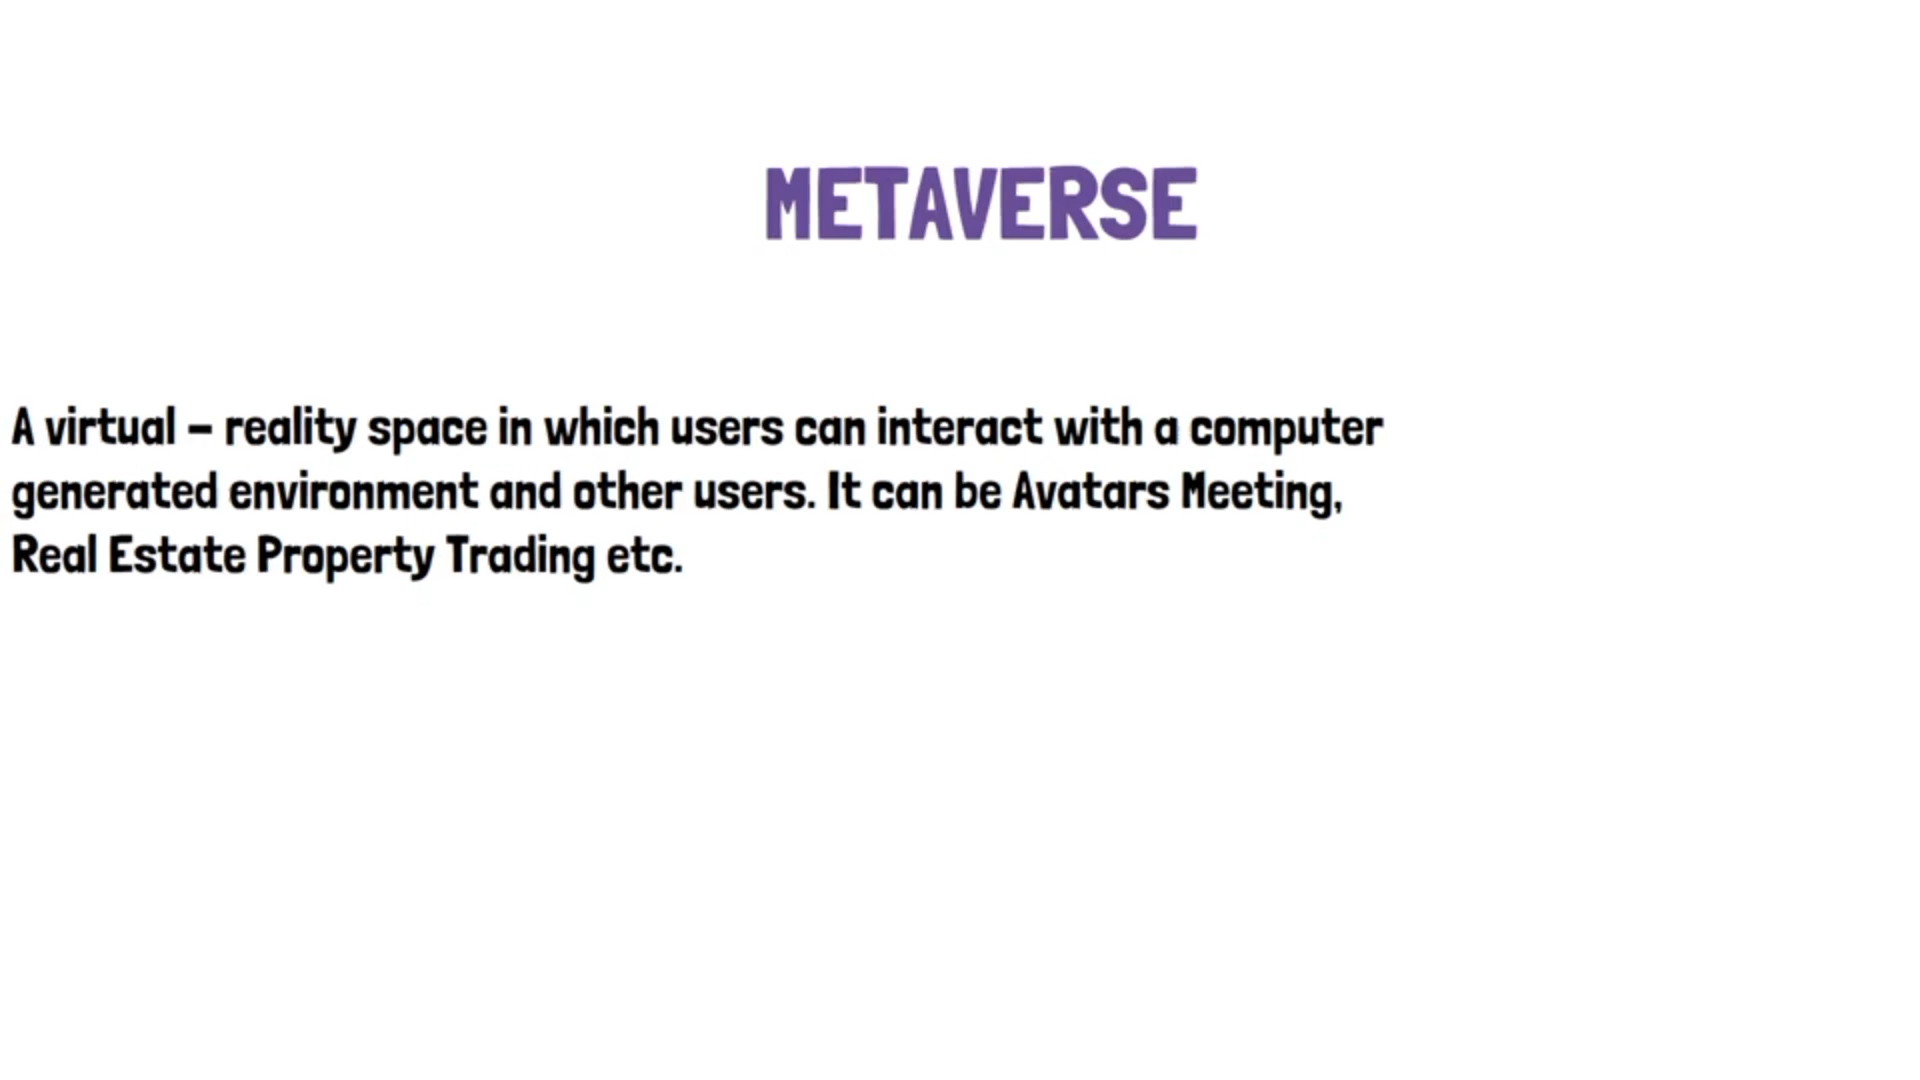 METAVERSE
A virtual – reality space in which users can interact with a computer
generated environment and other users. It can be Avatars Meeting,
Real Estate Property Trading etc.